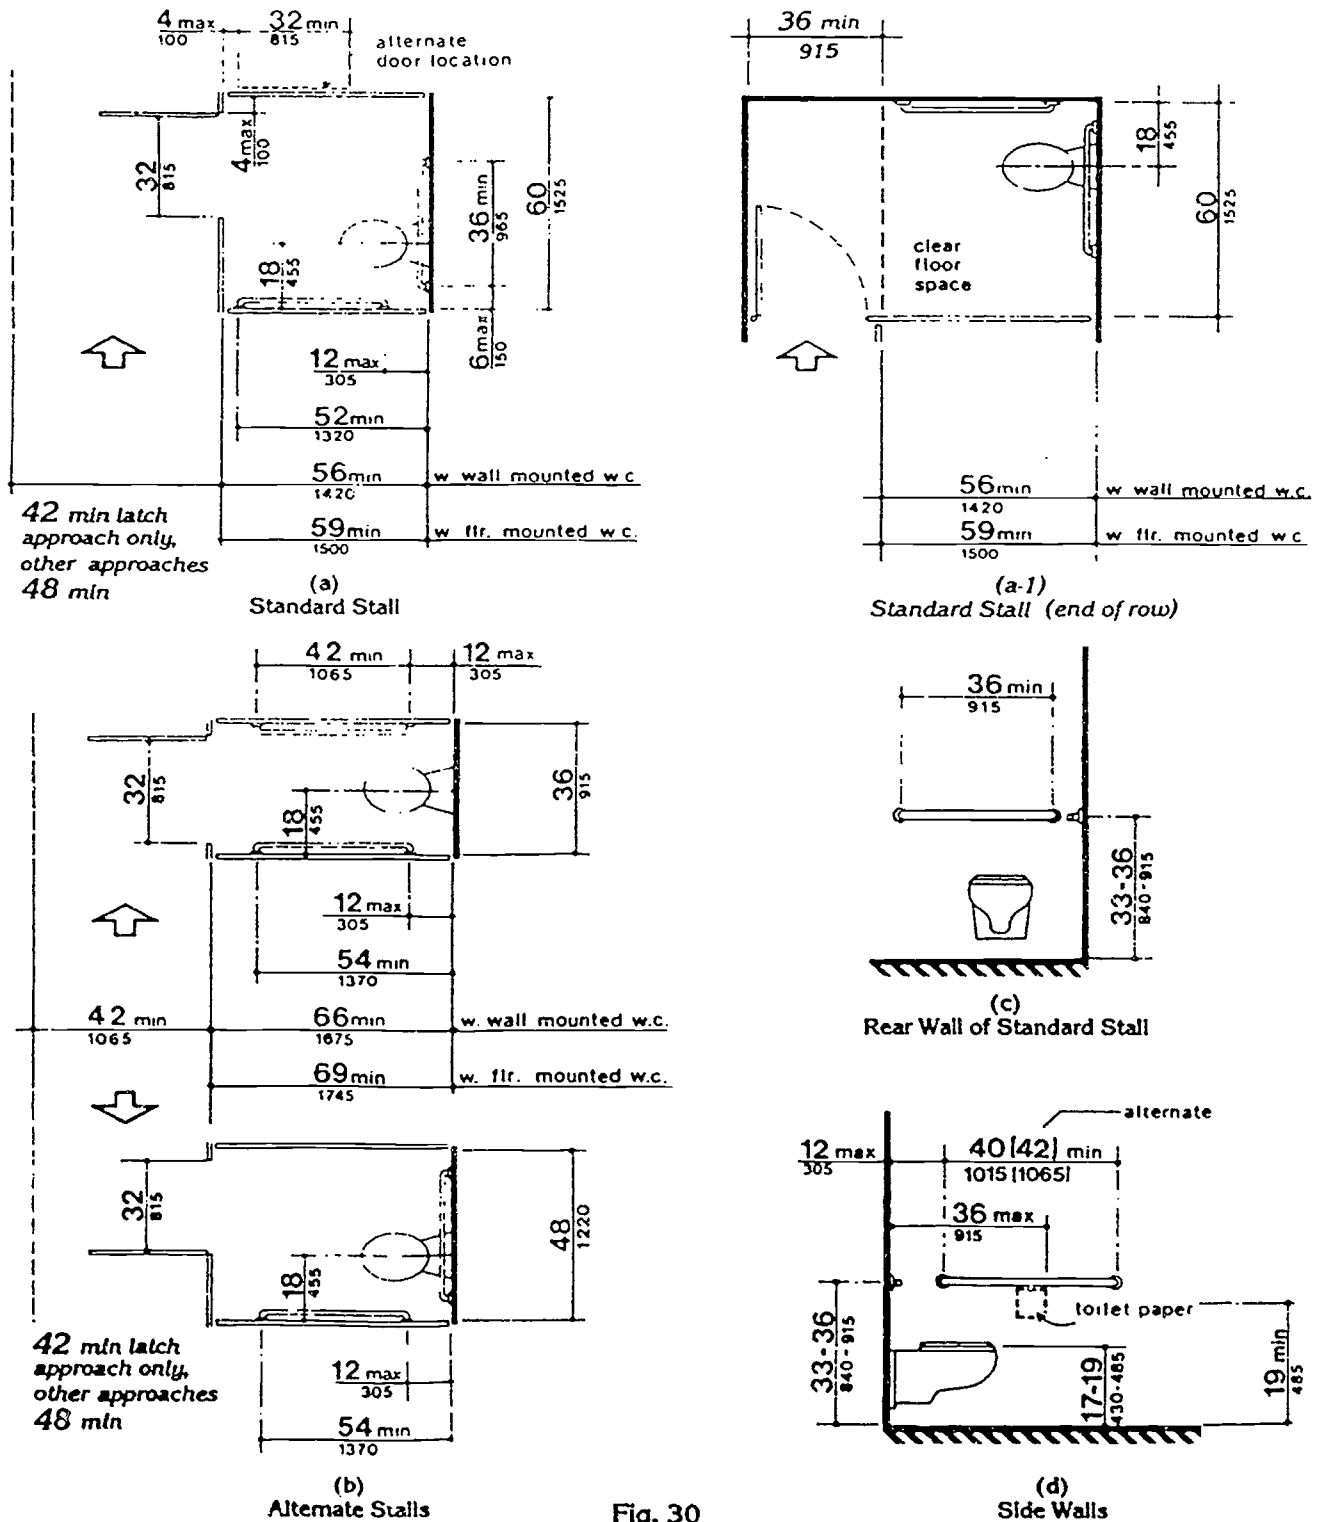 4 max
100
32 min
815
alternate
door location
4 max
100
32
815
36 min
965
60
1525
18
455
6 max
150
12 max
305
52 min
1320
56 min
1420
w wall mounted w c
59 min
1500
w flr. mounted w c.
42 min latch
approach only,
other approaches
48 min
(a)
Standard Stall
36 min
915
18
455
60
1525
clear
floor
space
56 min
1420
w wall mounted w.c.
59 min
1500
w flr. mounted w c
(a-1)
Standard Stall (end of row)
42 min
1065
12 max
305
32
815
18
455
36
915
12 max
305
54 min
1370
42 min
1065
66 min
1675
w. wall mounted w.c.
69 min
1745
w. flr. mounted w.c.
32
815
18
455
48
1220
42 min latch
approach only,
other approaches
48 min
12 max
305
54 min
1370
(b)
Alternate Stalls
36 min
915
33-36
840-915
(c)
Rear Wall of Standard Stall
alternate
12 max
305
40 (42) min
1015 (1065)
36 max
915
toilet paper
33-36
840-915
17-19
430-485
19 min
485
(d)
Side Walls
Fig. 30